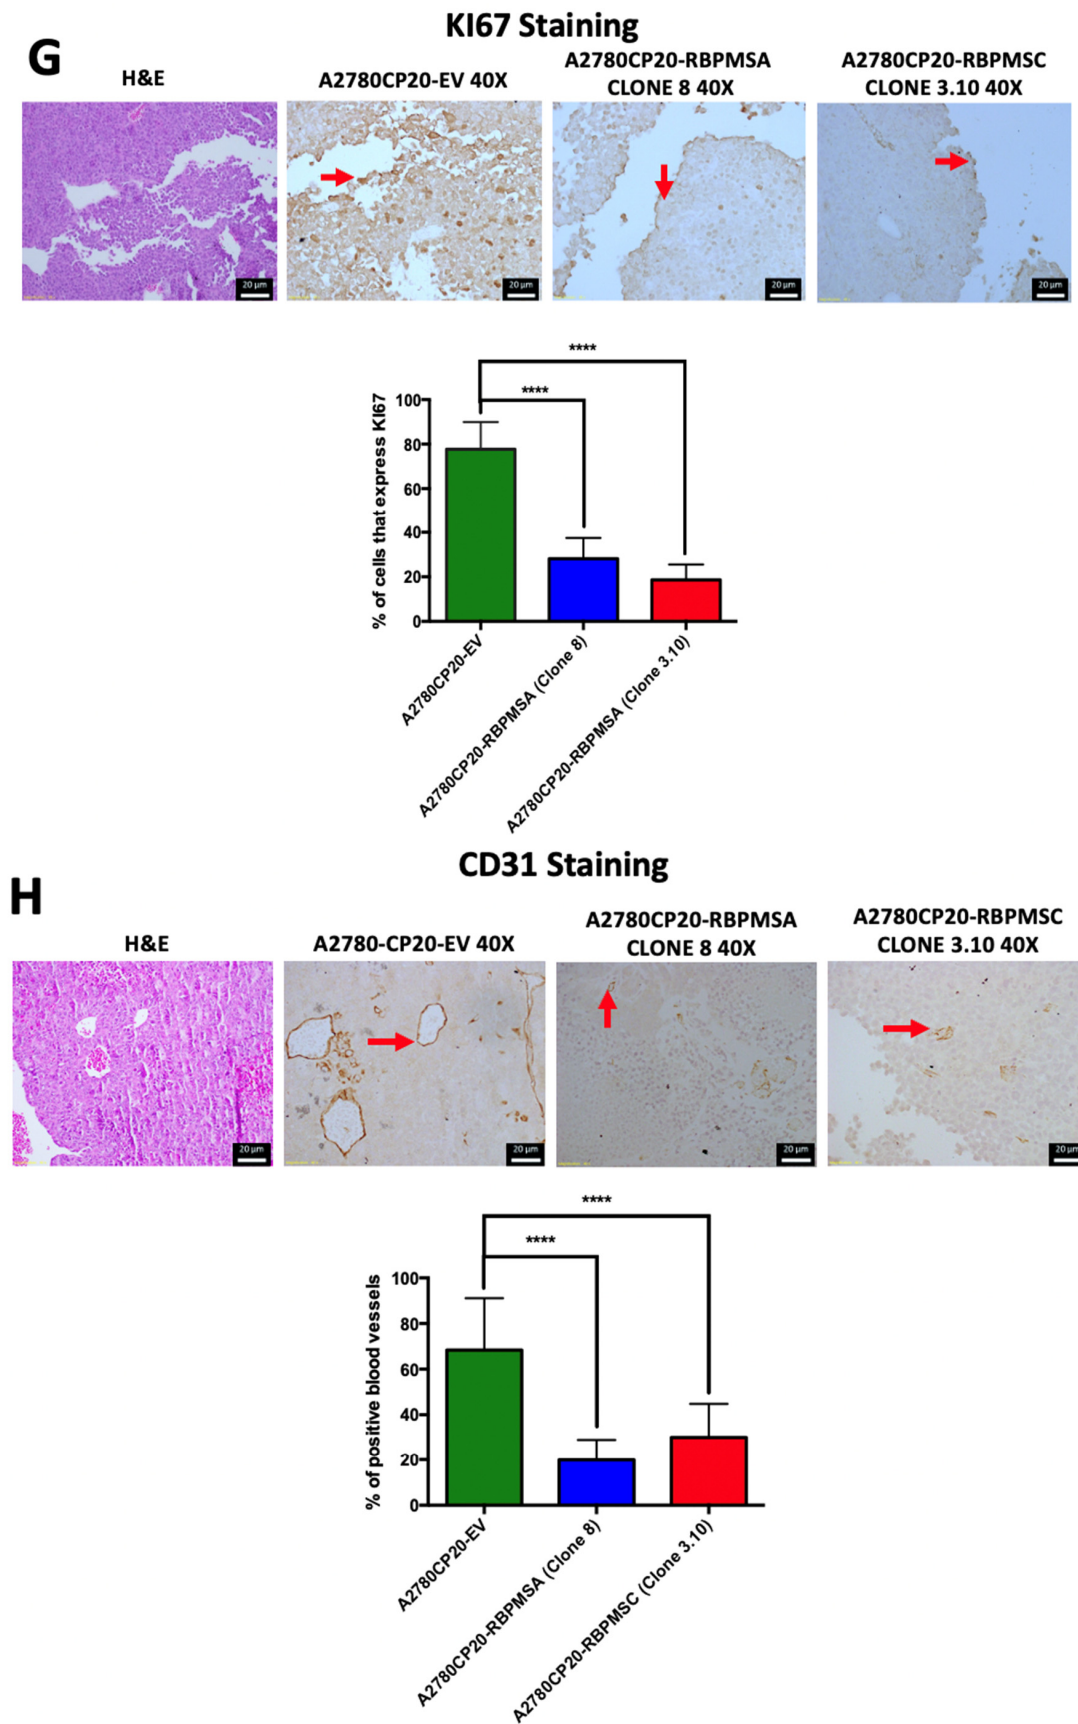 KI67 Staining
G
H&E
A2780CP20-EV 40X
A2780CP20-RBPMSA
CLONE 8 40X
A2780CP20-RBPMSC
CLONE 3.10 40X
20 µm
20 µm
20 µm
20 µm
****
****
% of cells that express KI67
100
80
60
40
20
0
A2780CP20-EV
A2780CP20-RBPMSA (Clone 8)
A2780CP20-RBPMSA (Clone 3.10)
CD31 Staining
H
H&E
A2780-CP20-EV 40X
A2780CP20-RBPMSA
CLONE 8 40X
A2780CP20-RBPMSC
CLONE 3.10 40X
20 µm
20 µm
20 µm
20 µm
****
****
% of positive blood vessels
100
80
60
40
20
0
A2780CP20-EV
A2780CP20-RBPMSA (Clone 8)
A2780CP20-RBPMSC (Clone 3.10)